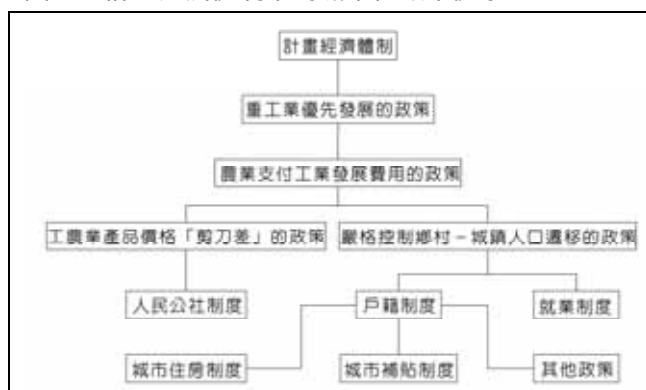 計畫經濟體制
重工業優先發展的政策
農業支付工業發展費用的政策
工農業產品價格「剪刀差」的政策
嚴格控制鄉村－城鎮人口遷移的政策
人民公社制度
戶籍制度
就業制度
城市住房制度
城市補貼制度
其他政策